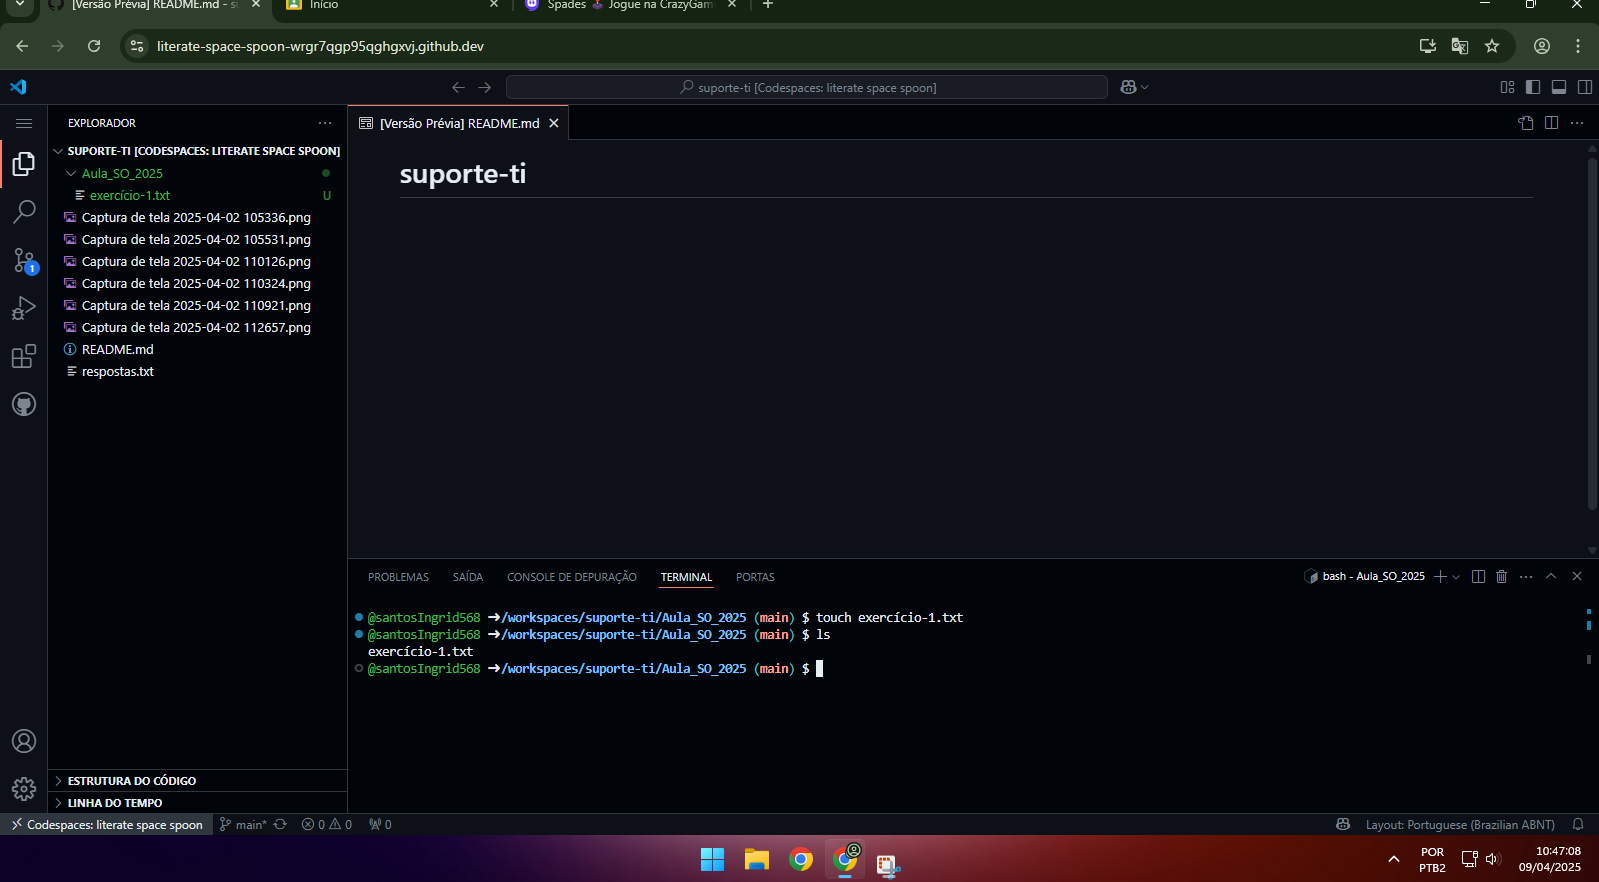 [Versão Prévia] README.md - su
Início
Spades Jogue na CrazyGam
literate-space-spoon-wrgr7qgp95qghgxvj.github.dev
suporte-ti [Codespaces: literate space spoon]
EXPLORADOR
[Versão Prévia] README.md
SUPORTE-TI [CODESPACES: LITERATE SPACE SPOON]
Aula_SO_2025
exercício-1.txt U
Captura de tela 2025-04-02 105336.png
Captura de tela 2025-04-02 105531.png
Captura de tela 2025-04-02 110126.png
Captura de tela 2025-04-02 110324.png
Captura de tela 2025-04-02 110921.png
Captura de tela 2025-04-02 112657.png
README.md
respostas.txt
1
suporte-ti
PROBLEMAS SAÍDA CONSOLE DE DEPURAÇÃO TERMINAL PORTAS
bash - Aula_SO_2025
@santosIngrid568 ➜/workspaces/suporte-ti/Aula_SO_2025 (main) $ touch exercício-1.txt
@santosIngrid568 ➜/workspaces/suporte-ti/Aula_SO_2025 (main) $ ls
exercício-1.txt
@santosIngrid568 ➜/workspaces/suporte-ti/Aula_SO_2025 (main) $
ESTRUTURA DO CÓDIGO
LINHA DO TEMPO
Codespaces: literate space spoon main* 0 0 0
Layout: Portuguese (Brazilian ABNT)
POR
PTB2
10:47:08
09/04/2025